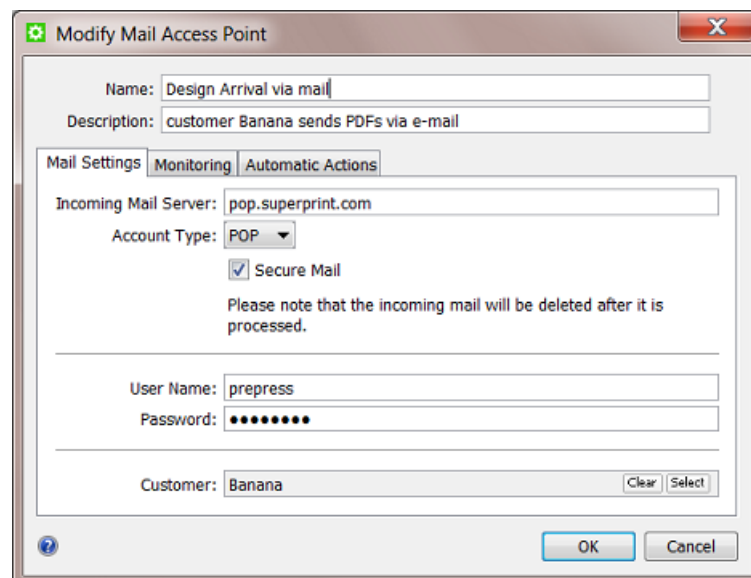 Modify Mail Access Point
Name: Design Arrival via mail
Description: customer Banana sends PDFs via e-mail
Mail Settings Monitoring Automatic Actions
Incoming Mail Server: pop.superprint.com
Account Type: POP
Secure Mail
Please note that the incoming mail will be deleted after it is
processed.
User Name: prepress
Password: ●●●●●●●●
Customer: Banana Clear Select
OK Cancel